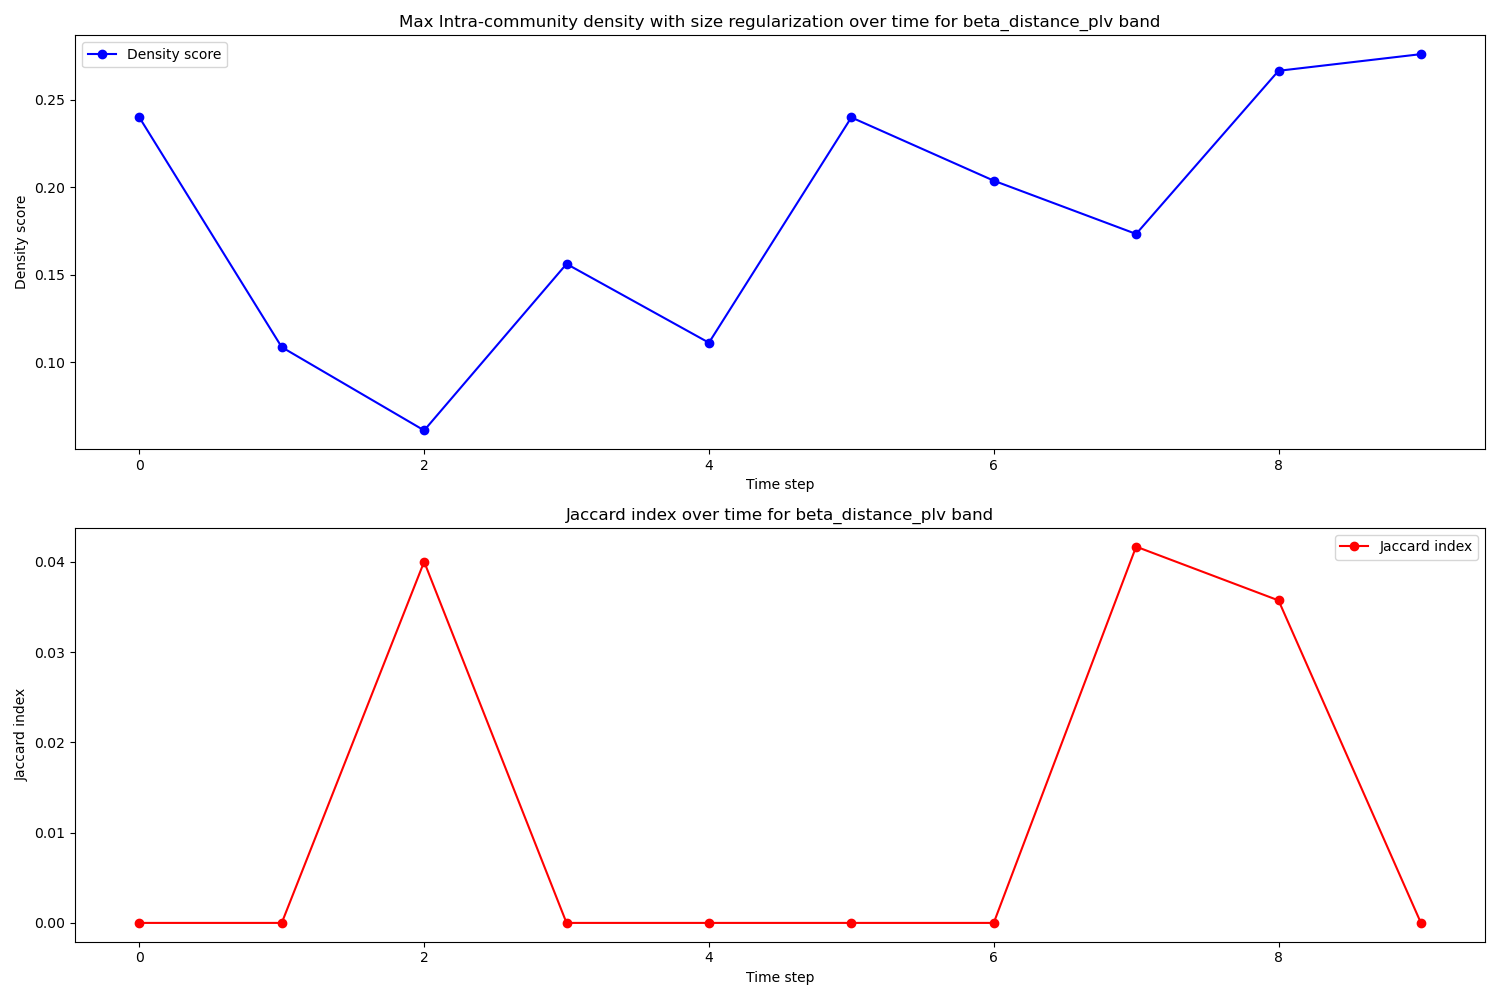 Max Intra-community density with size regularization over time for beta_distance_plv band
Density score
Density score
0.25
0.20
0.15
0.10
0 2 4 6 8
Time step
Jaccard index over time for beta_distance_plv band
Jaccard index
Jaccard index
0.04
0.03
0.02
0.01
0.00
0 2 4 6 8
Time step